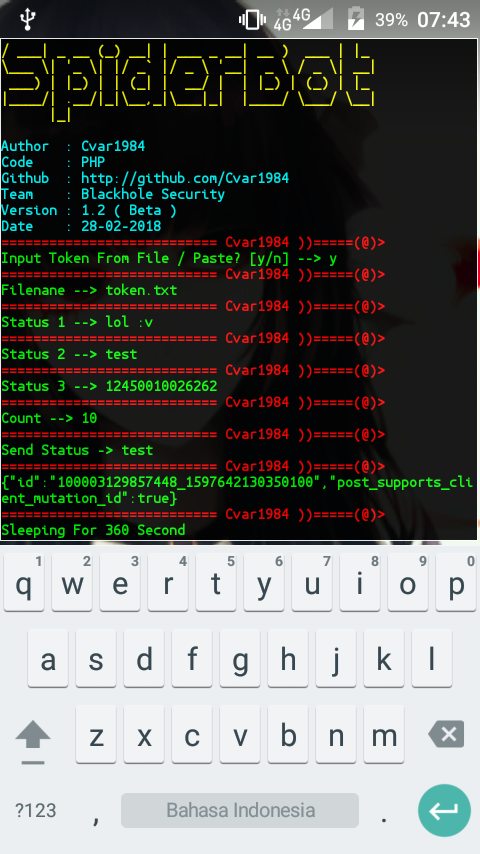 4G 4G 39% 07:43
SpiderBot
Author : Cvar1984
Code : PHP
Github : http://github.com/Cvar1984
Team : Blackhole Security
Version : 1.2 ( Beta )
Date : 28-02-2018
=========================== Cvar1984 ))=====(@)>
Input Token From File / Paste? [y/n] --> y
=========================== Cvar1984 ))=====(@)>
Filename --> token.txt
=========================== Cvar1984 ))=====(@)>
Status 1 --> lol :v
=========================== Cvar1984 ))=====(@)>
Status 2 --> test
=========================== Cvar1984 ))=====(@)>
Status 3 --> 12450010026262
=========================== Cvar1984 ))=====(@)>
Count --> 10
=========================== Cvar1984 ))=====(@)>
Send Status -> test
=========================== Cvar1984 ))=====(@)>
{"id":"100003129857448_1597642130350100","post_supports_cli
ent_mutation_id":true}
=========================== Cvar1984 ))=====(@)>
Sleeping For 360 Second
1 2 3 4 5 6 7 8 9 0
q w e r t y u i o p
a s d f g h j k l
z x c v b n m
?123 , Bahasa Indonesia .